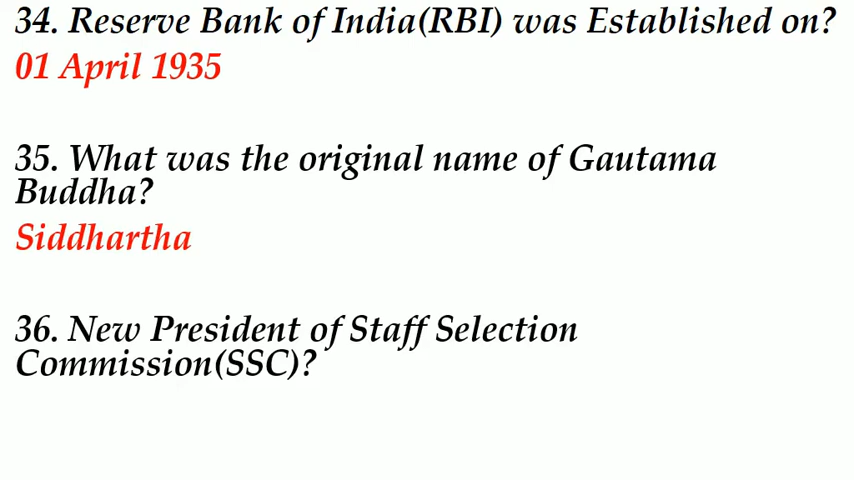 34. Reserve Bank of India(RBI) was Established on?
01 April 1935
35. What was the original name of Gautama
Buddha?
Siddhartha
36. New President of Staff Selection
Commission(SSC)?